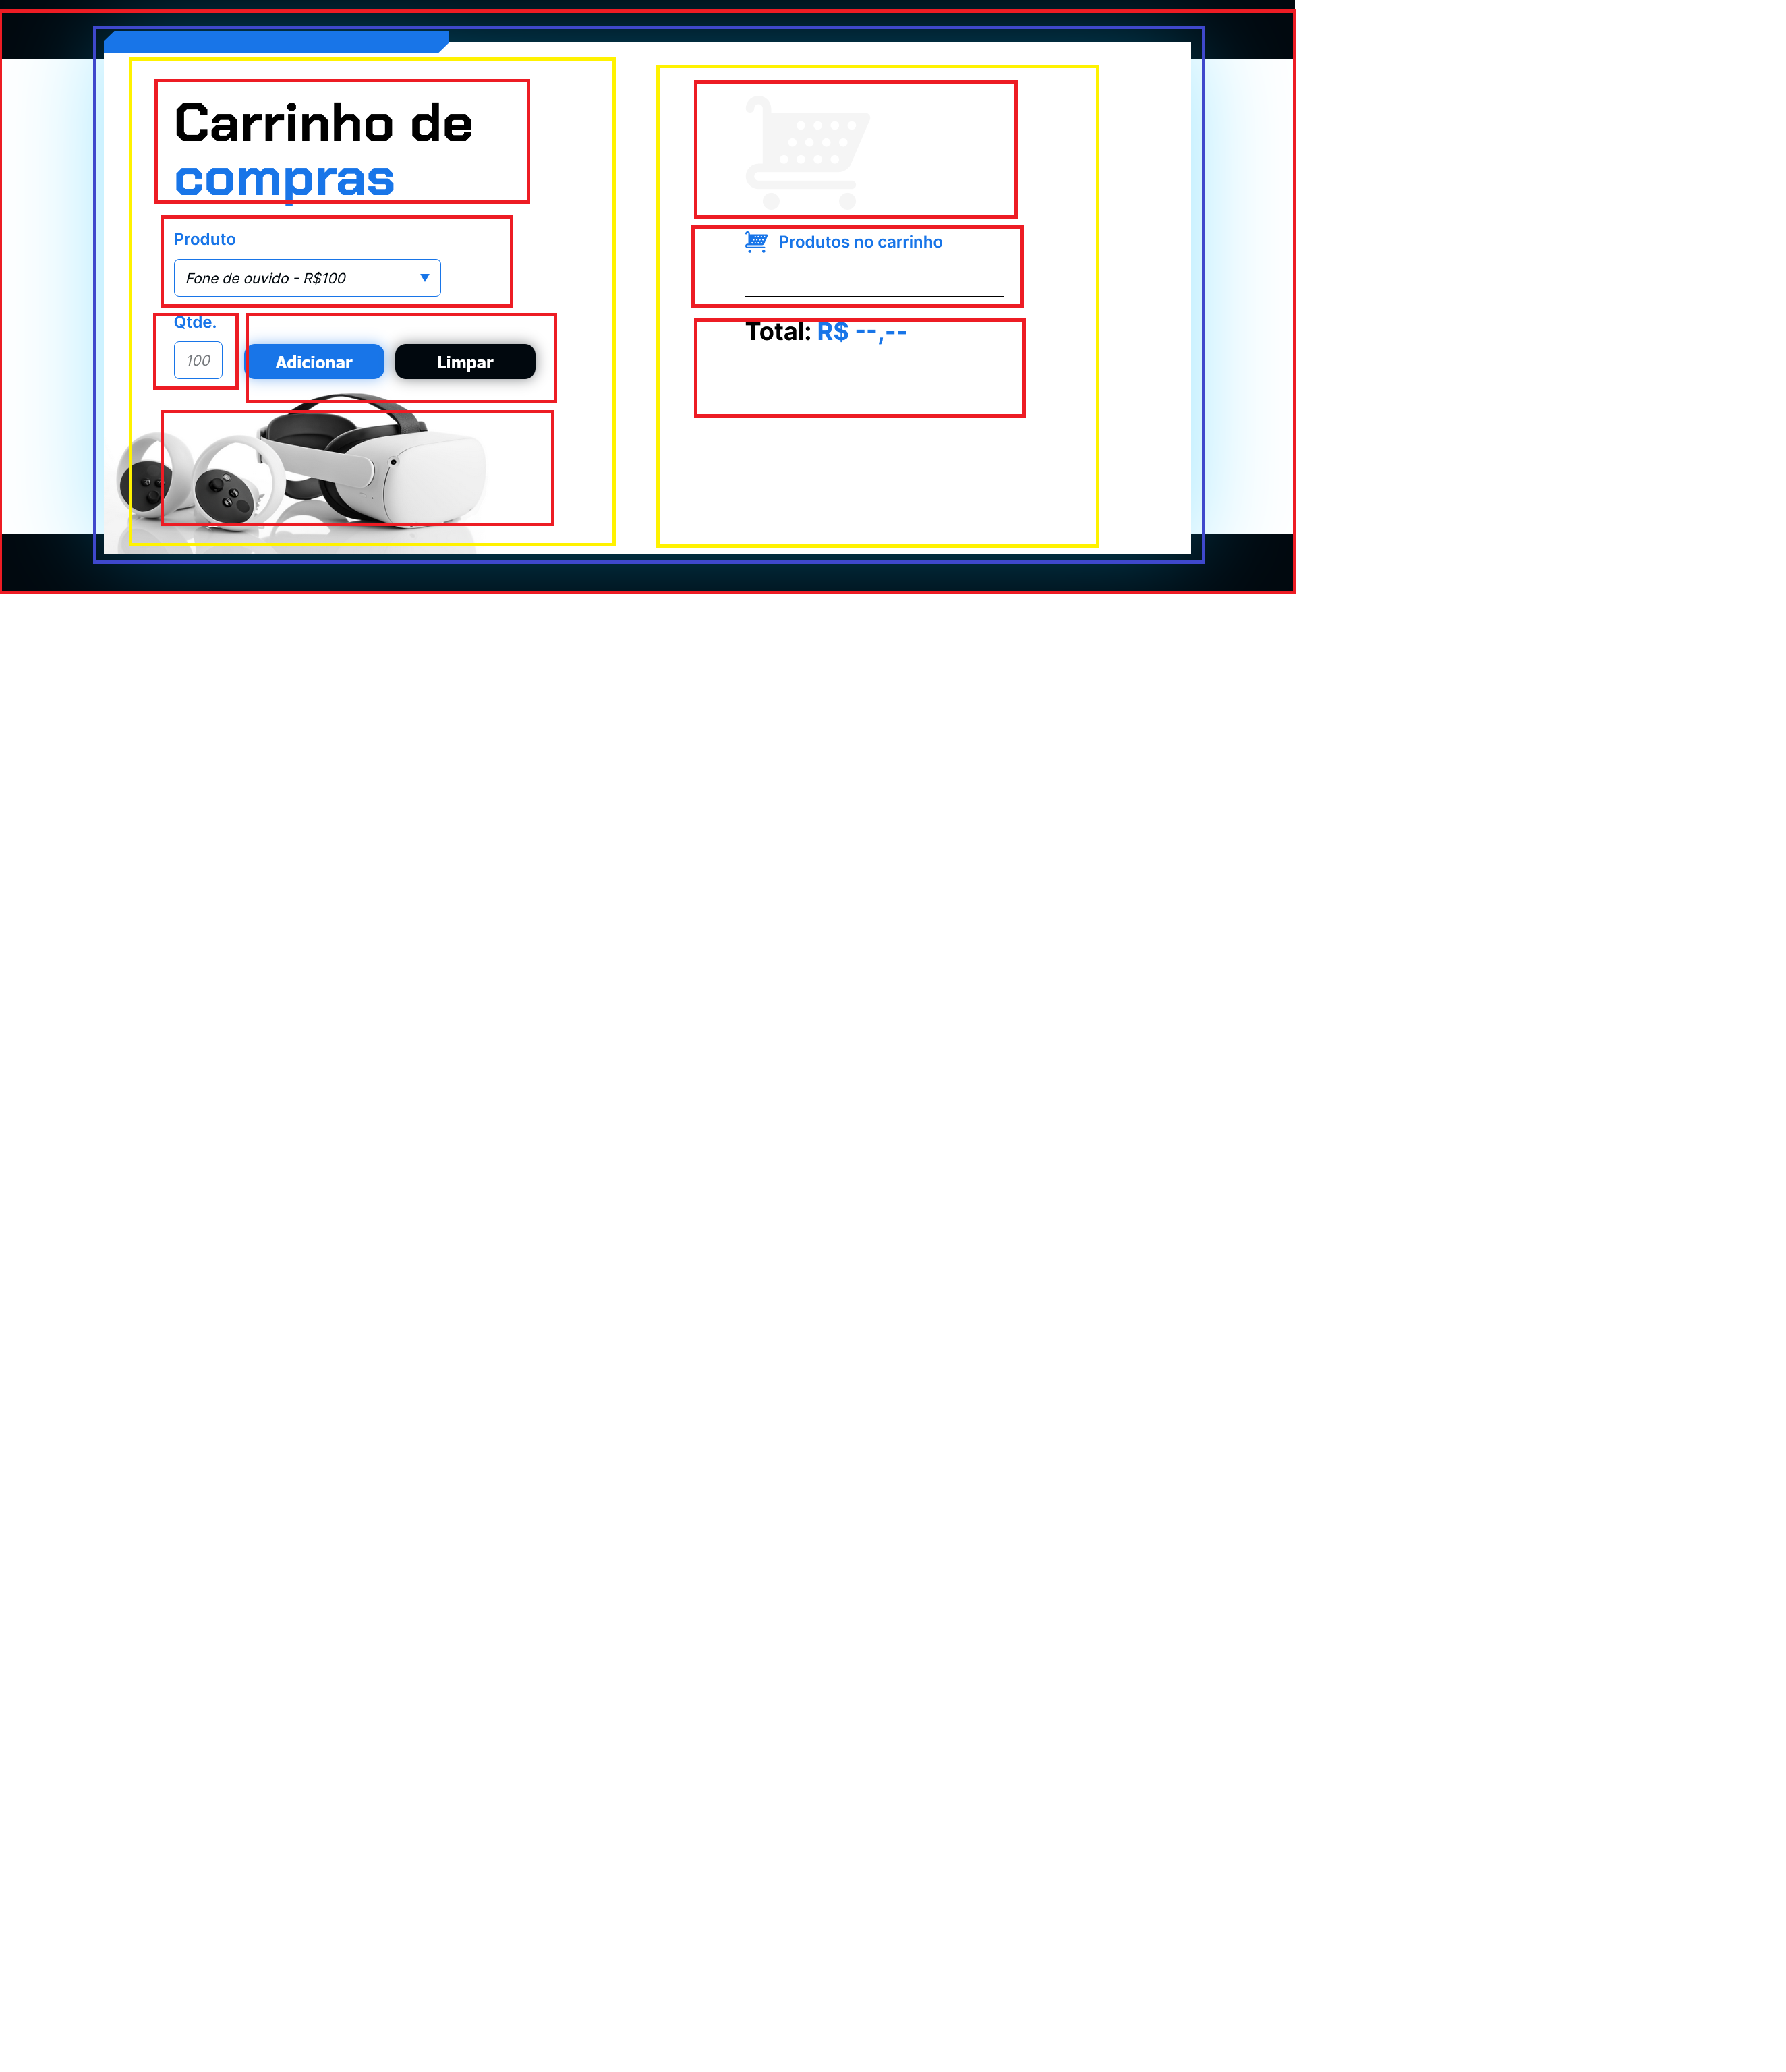 Carrinho de
compras
Produto
Fone de ouvido - R$100
Qtde.
100
Adicionar
Limpar
Produtos no carrinho
Total: R$ --,--